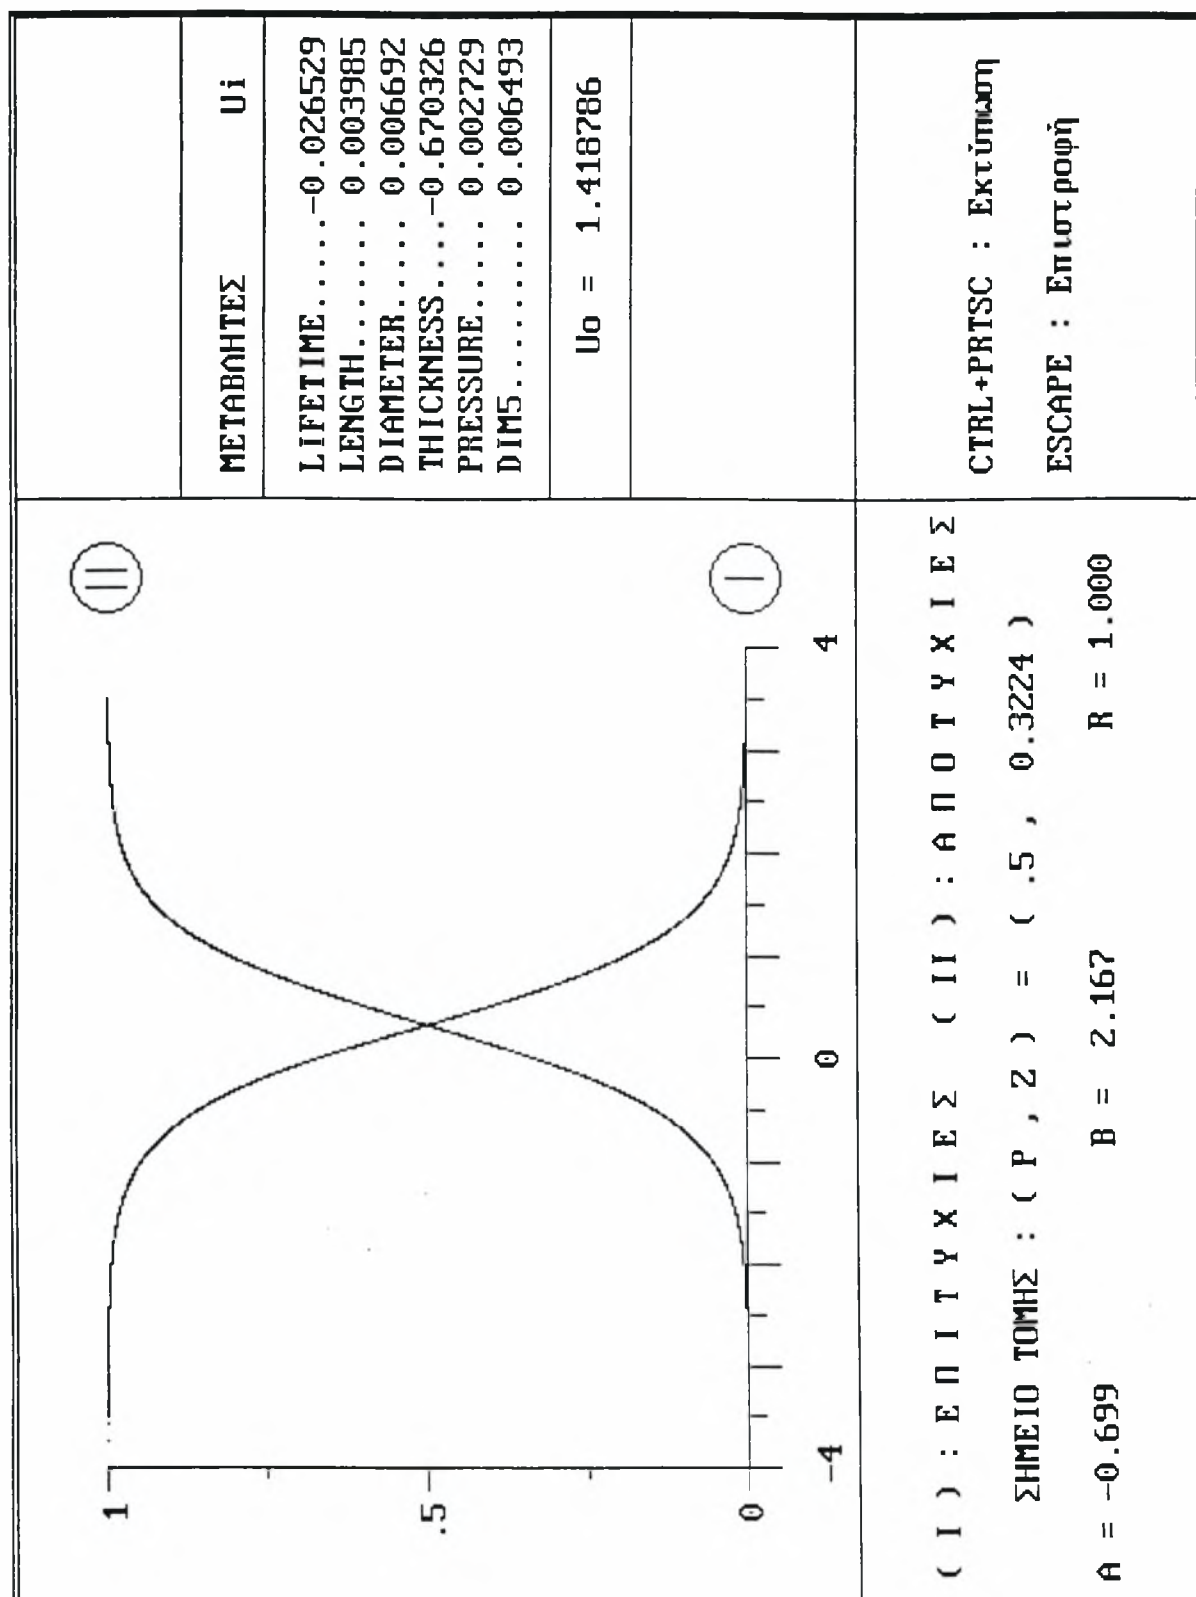 1
.5
0
-4
0
4
II
I
ΜΕΤΑΒΛΗΤΕΣ Ui
LIFETIME......-0.026529
LENGTH........ 0.003985
DIAMETER...... 0.006692
THICKNESS.....-0.670326
PRESSURE...... 0.002729
DIM5.......... 0.006493
Uo = 1.418786
( I ) : Ε Π Ι Τ Υ Χ Ι Ε Σ ( II ) : Α Π Ο Τ Υ Χ Ι Ε Σ
ΣΗΜΕΙΟ ΤΟΜΗΣ : ( P , Z ) = ( .5 , 0.3224 )
A = -0.699 B = 2.167 R = 1.000
CTRL+PRTSC : Εκτύπωση
ESCAPE : Επιστροφή